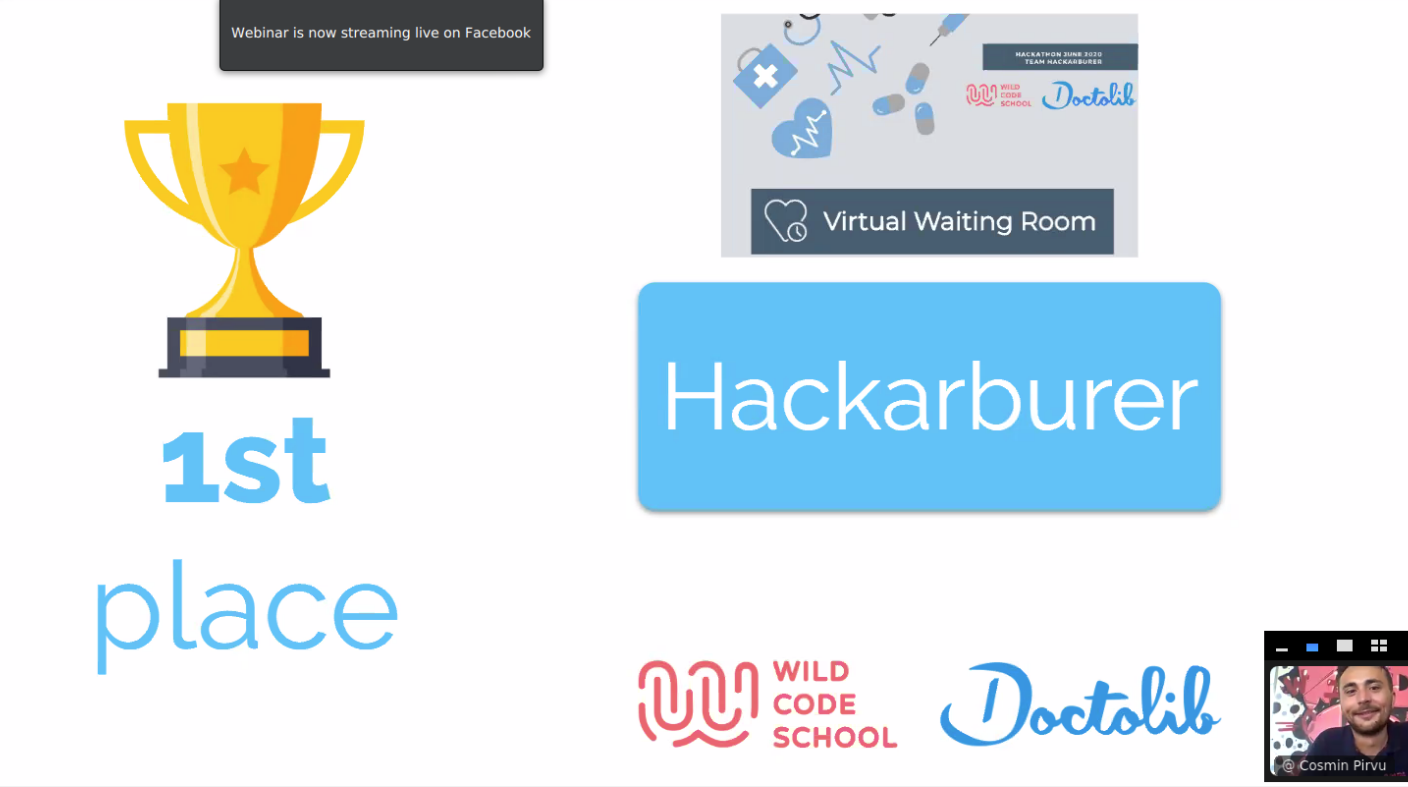 Webinar is now streaming live on Facebook
HACKATHON JUNE 2020
TEAM HACKARBURER
WILD
CODE
SCHOOL
Doctolib
Virtual Waiting Room
Hackarburer
1st
place
WILD
CODE
SCHOOL
Doctolib
@ Cosmin Pirvu